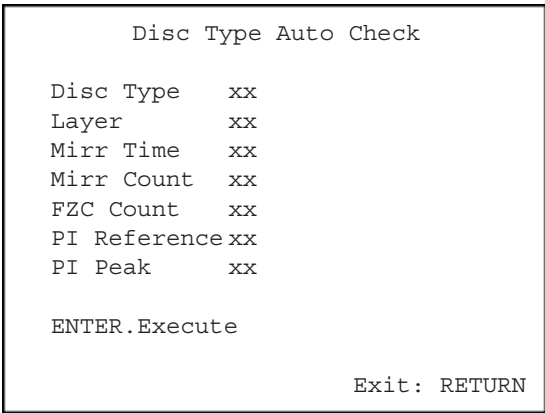 Disc Type Auto Check
Disc Type xx
Layer xx
Mirr Time xx
Mirr Count xx
FZC Count xx
PI Reference xx
PI Peak xx
ENTER.Execute
Exit: RETURN